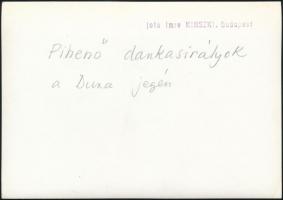 foto Imre KINSZKI, Budapest
Pihenő dankasirályok
a Duna jegén